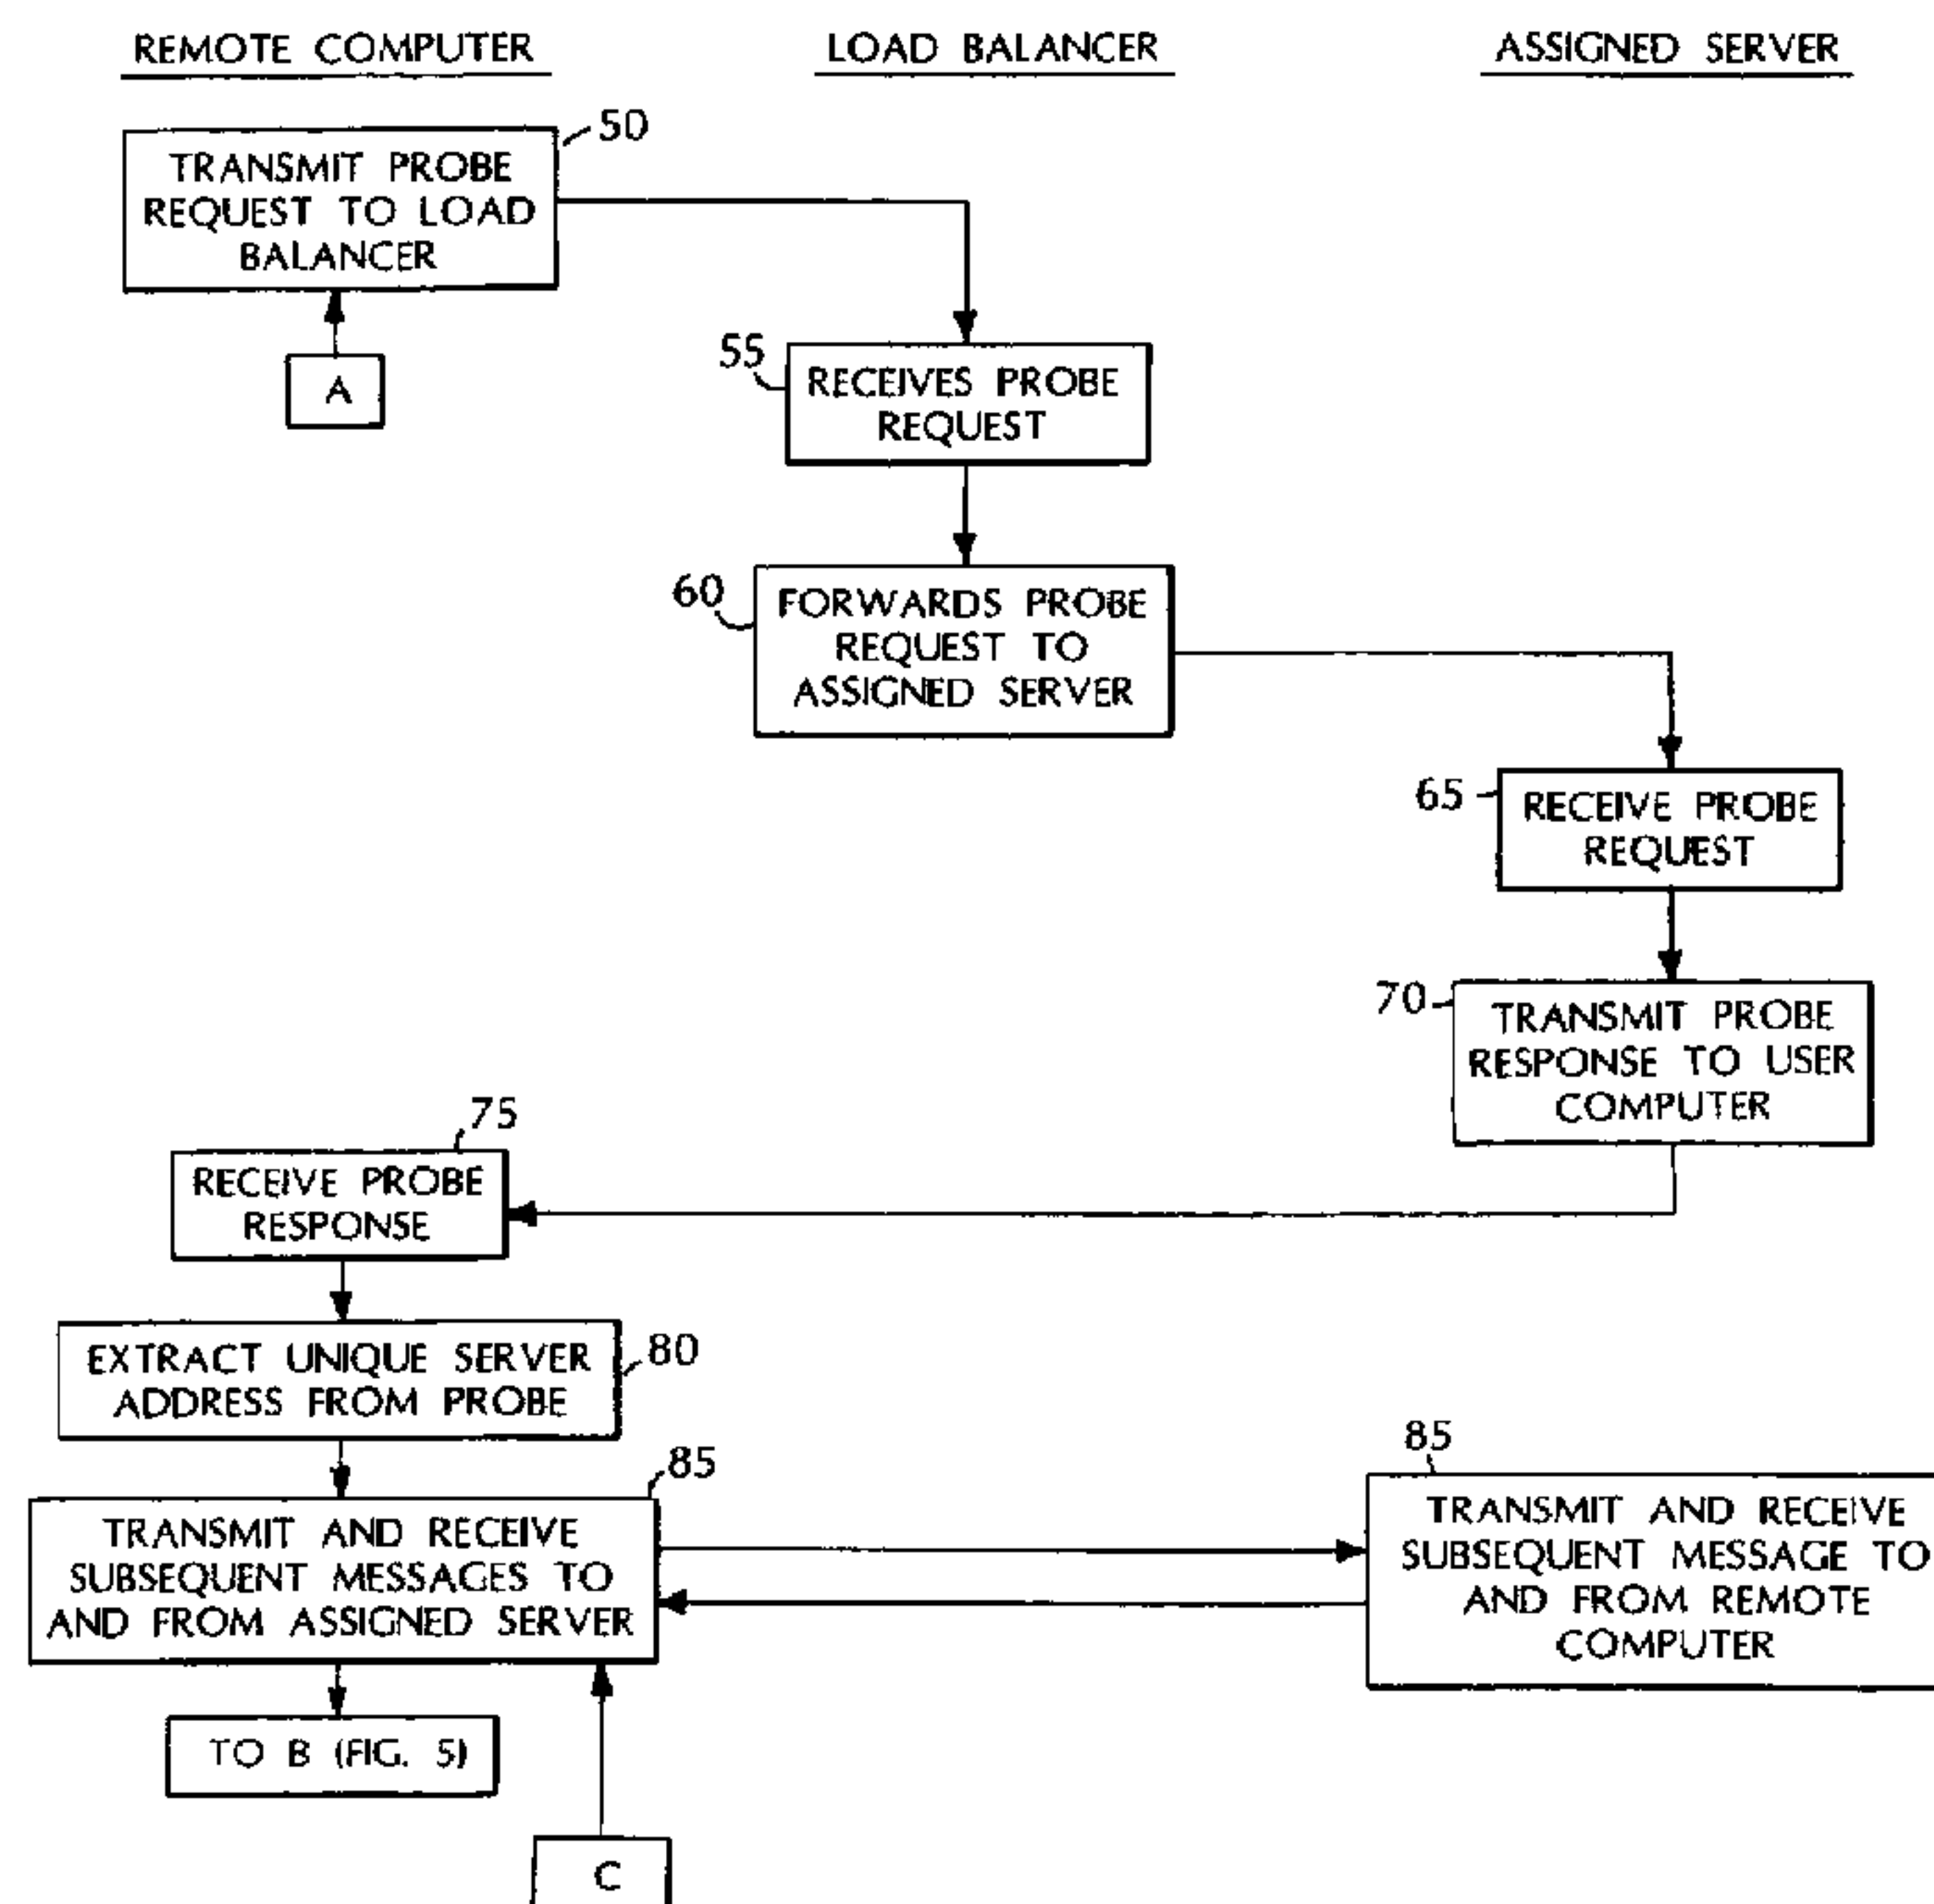 REMOTE COMPUTER
LOAD BALANCER
ASSIGNED SERVER
50
TRANSMIT PROBE
REQUEST TO LOAD
BALANCER
A
55
RECEIVES PROBE
REQUEST
60
FORWARDS PROBE
REQUEST TO
ASSIGNED SERVER
65
RECEIVE PROBE
REQUEST
70
TRANSMIT PROBE
RESPONSE TO USER
COMPUTER
75
RECEIVE PROBE
RESPONSE
80
EXTRACT UNIQUE SERVER
ADDRESS FROM PROBE
85
TRANSMIT AND RECEIVE
SUBSEQUENT MESSAGES TO
AND FROM ASSIGNED SERVER
85
TRANSMIT AND RECEIVE
SUBSEQUENT MESSAGE TO
AND FROM REMOTE
COMPUTER
TO B (FIG. 5)
C